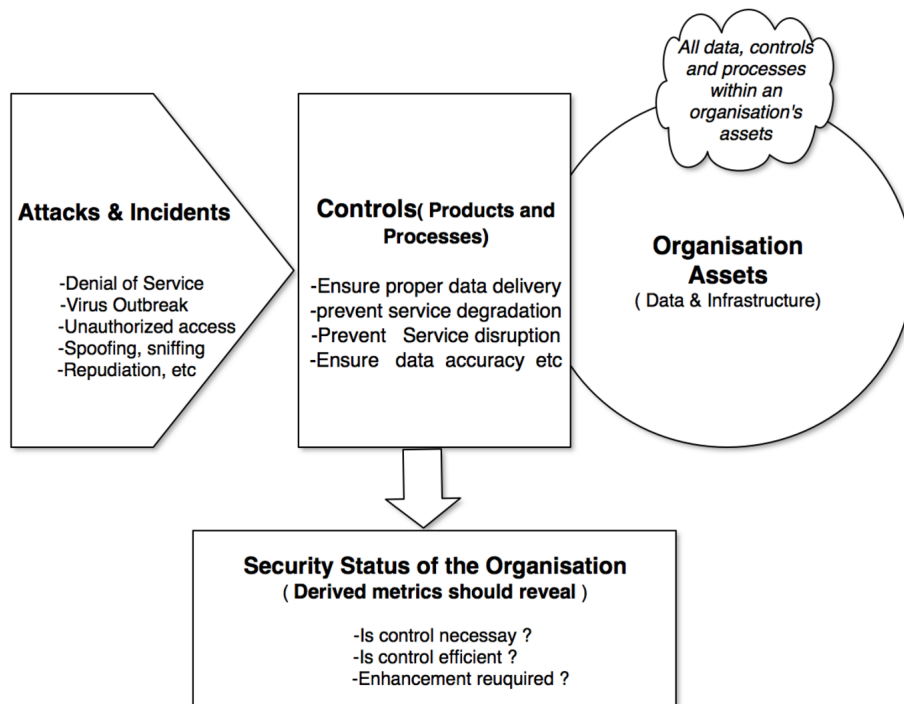 All data, controls
and processes
within an
organisation's
assets
Attacks & Incidents
-Denial of Service
-Virus Outbreak
-Unauthorized access
-Spoofing, sniffing
-Repudiation, etc
Controls( Products and
Processes)
-Ensure proper data delivery
-prevent service degradation
-Prevent Service disruption
-Ensure data accuracy etc
Organisation
Assets
( Data & Infrastructure)
Security Status of the Organisation
( Derived metrics should reveal )
-Is control necessay ?
-Is control efficient ?
-Enhancement reuquired ?